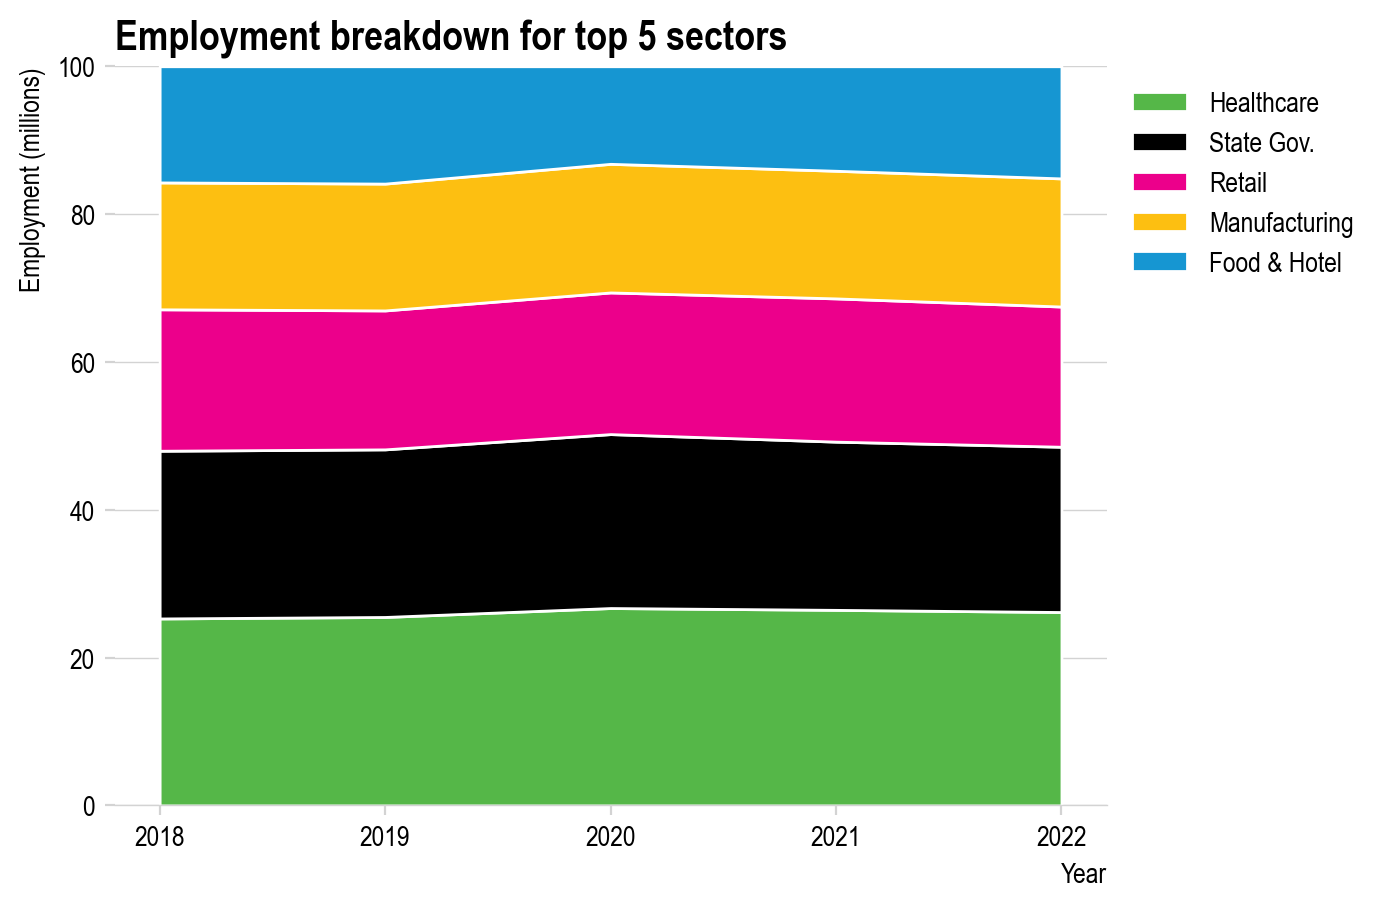 Employment breakdown for top 5 sectors
Employment (millions)
100
80
60
40
20
0
2018 2019 2020 2021 2022
Year
Healthcare
State Gov.
Retail
Manufacturing
Food & Hotel